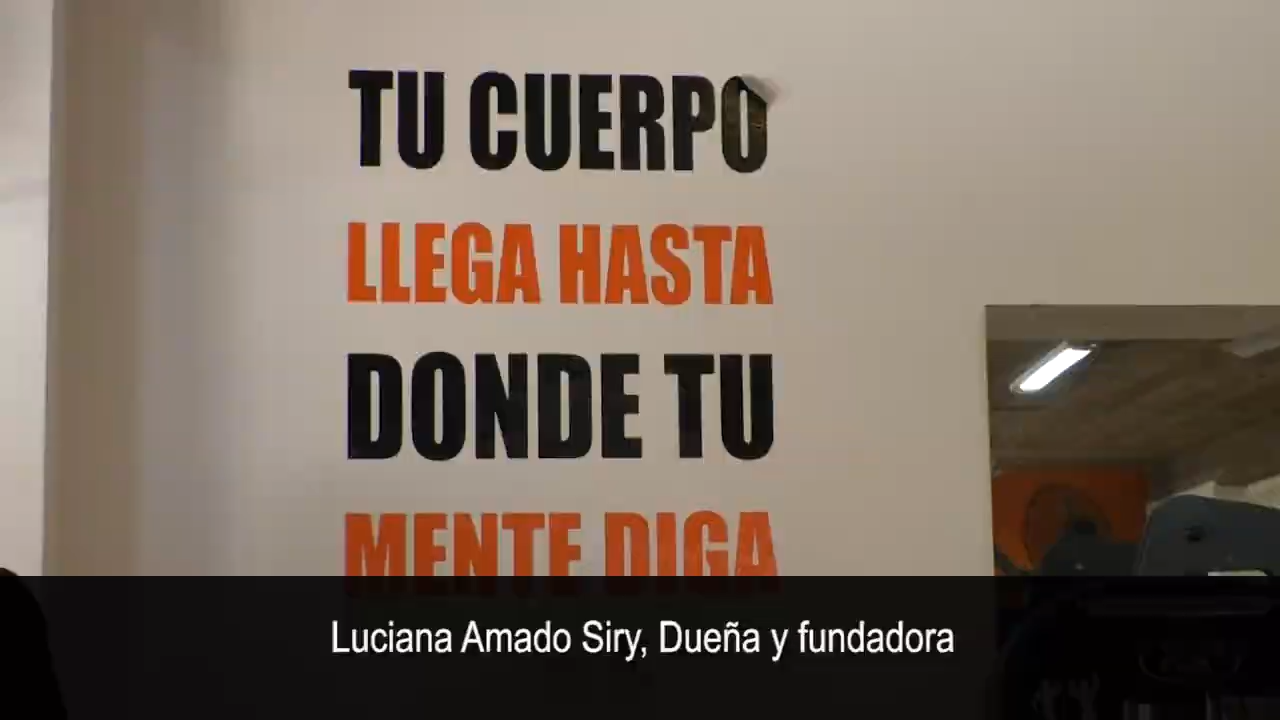 TU CUERPO
LLEGA HASTA
DONDE TU
MENTE DIGA
Luciana Amado Siry, Dueña y fundadora